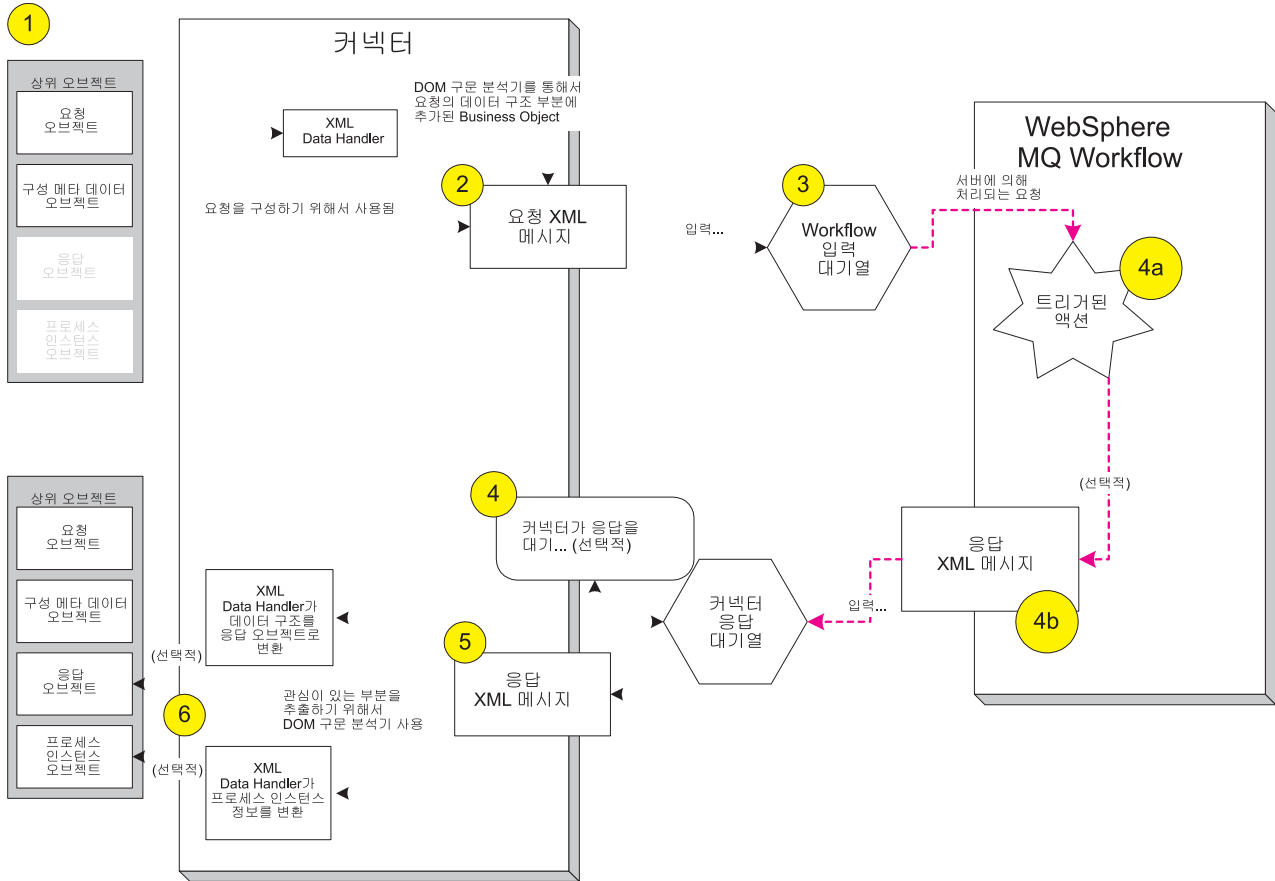 1
상위 오브젝트
요청
오브젝트
구성 메타 데이터
오브젝트
응답
오브젝트
프로세스
인스턴스
오브젝트
커넥터
XML
Data Handler
DOM 구문 분석기를 통해서
요청의 데이터 구조 부분에
추가된 Business Object
요청을 구성하기 위해서 사용됨
2
요청 XML
메시지
입력...
3
Workflow
입력
대기열
WebSphere
MQ Workflow
서버에 의해
처리되는 요청
4a
트리거된
액션
(선택적)
응답
XML 메시지
4b
입력...
커넥터
응답
대기열
4
커넥터가 응답을
대기... (선택적)
5
응답
XML 메시지
XML
Data Handler가
데이터 구조를
응답 오브젝트로
변환
관심이 있는 부분을
추출하기 위해서
DOM 구문 분석기 사용
XML
Data Handler가
프로세스 인스턴스
정보를 변환
(선택적)
6
(선택적)
상위 오브젝트
요청
오브젝트
구성 메타 데이터
오브젝트
응답
오브젝트
프로세스
인스턴스
오브젝트